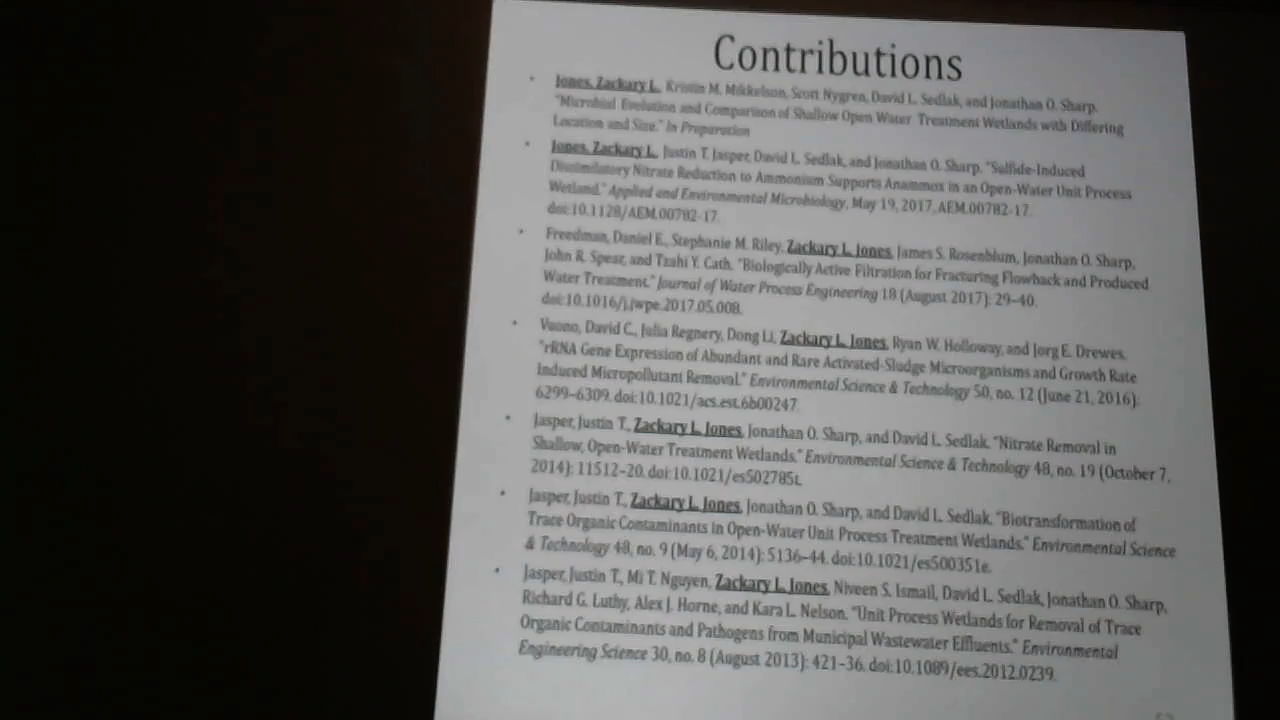 Contributions
• Jones, Zackary L., Kristin M. Mikkelson, Scott Nygren, David L. Sedlak, and Jonathan O. Sharp.
"Microbial Evolution and Comparison of Shallow Open Water Treatment Wetlands with Differing
Location and Size." In Preparation
• Jones, Zackary L., Justin T. Jasper, David L. Sedlak, and Jonathan O. Sharp. "Sulfide-Induced
Dissimilatory Nitrate Reduction to Ammonium Supports Anammox in an Open-Water Unit Process
Wetland." Applied and Environmental Microbiology, May 19, 2017, AEM.00782-17.
doi:10.1128/AEM.00782-17.
• Freedman, Daniel E., Stephanie M. Riley, Zackary L. Jones, James S. Rosenblum, Jonathan O. Sharp,
John R. Spear, and Tzahi Y. Cath. "Biologically Active Filtration for Fracturing Flowback and Produced
Water Treatment." Journal of Water Process Engineering 18 (August 2017): 29–40.
doi:10.1016/j.jwpe.2017.05.008.
• Vuono, David C., Julia Regnery, Dong Li, Zackary L. Jones, Ryan W. Holloway, and Jorg E. Drewes.
"rRNA Gene Expression of Abundant and Rare Activated-Sludge Microorganisms and Growth Rate
Induced Micropollutant Removal." Environmental Science & Technology 50, no. 12 (June 21, 2016):
6299–6309. doi:10.1021/acs.est.6b00247.
• Jasper, Justin T., Zackary L. Jones, Jonathan O. Sharp, and David L. Sedlak. "Nitrate Removal in
Shallow, Open-Water Treatment Wetlands." Environmental Science & Technology 48, no. 19 (October 7,
2014): 11512–20. doi:10.1021/es502785t.
• Jasper, Justin T., Zackary L. Jones, Jonathan O. Sharp, and David L. Sedlak. "Biotransformation of
Trace Organic Contaminants in Open-Water Unit Process Treatment Wetlands." Environmental Science
& Technology 48, no. 9 (May 6, 2014): 5136–44. doi:10.1021/es500351e.
• Jasper, Justin T., Mi T. Nguyen, Zackary L. Jones, Niveen S. Ismail, David L. Sedlak, Jonathan O. Sharp,
Richard G. Luthy, Alex J. Horne, and Kara L. Nelson. "Unit Process Wetlands for Removal of Trace
Organic Contaminants and Pathogens from Municipal Wastewater Effluents." Environmental
Engineering Science 30, no. 8 (August 2013): 421–36. doi:10.1089/ees.2012.0239.